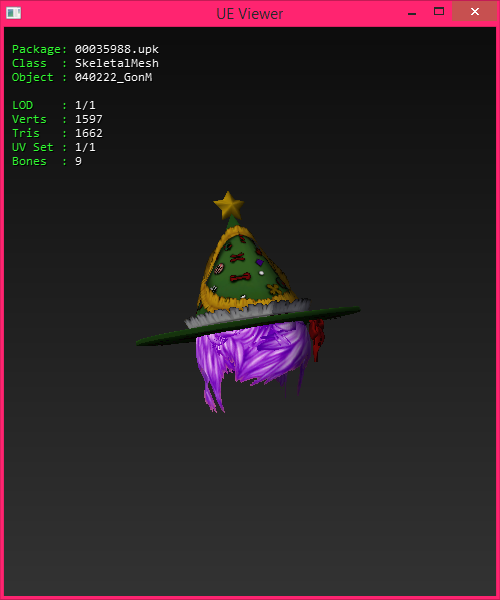 UE Viewer
Package: 00035988.upk
Class : SkeletalMesh
Object : 040222_GonM
LOD : 1/1
Verts : 1597
Tris : 1662
UV Set : 1/1
Bones : 9